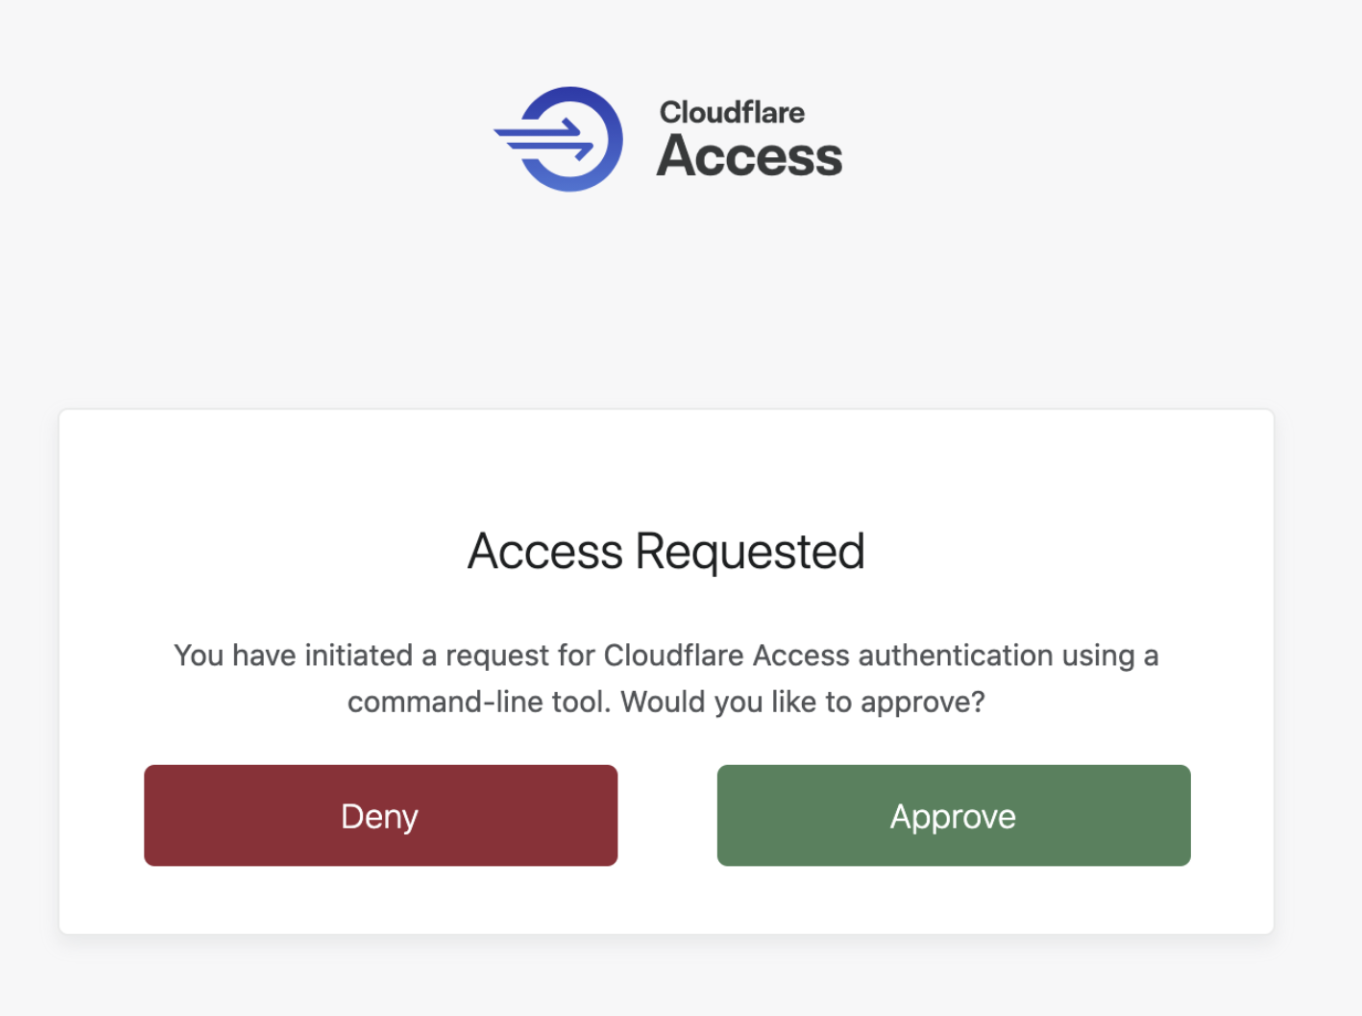 Cloudflare
Access
Access Requested
You have initiated a request for Cloudflare Access authentication using a
command-line tool. Would you like to approve?
Deny
Approve